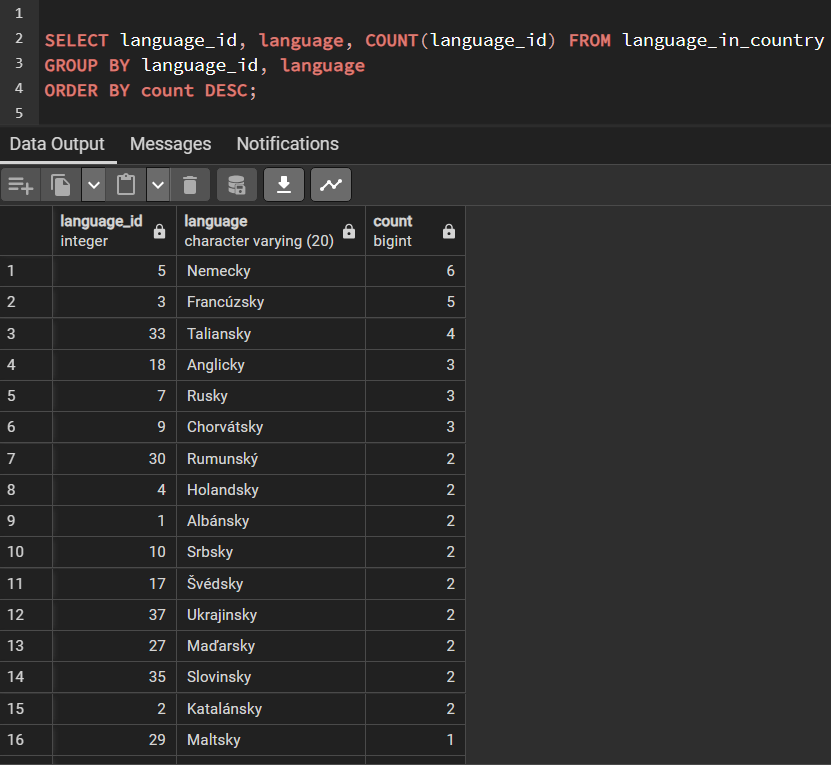 1
2 SELECT language_id, language, COUNT(language_id) FROM language_in_country
3 GROUP BY language_id, language
4 ORDER BY count DESC;
5
Data Output Messages Notifications
language_id language count
integer character varying (20) bigint
1 5 Nemecky 6
2 3 Francúzsky 5
3 33 Taliansky 4
4 18 Anglicky 3
5 7 Rusky 3
6 9 Chorvátsky 3
7 30 Rumunský 2
8 4 Holandsky 2
9 1 Albánsky 2
10 10 Srbsky 2
11 17 Švédsky 2
12 37 Ukrajinsky 2
13 27 Maďarsky 2
14 35 Slovinsky 2
15 2 Katalánsky 2
16 29 Maltsky 1